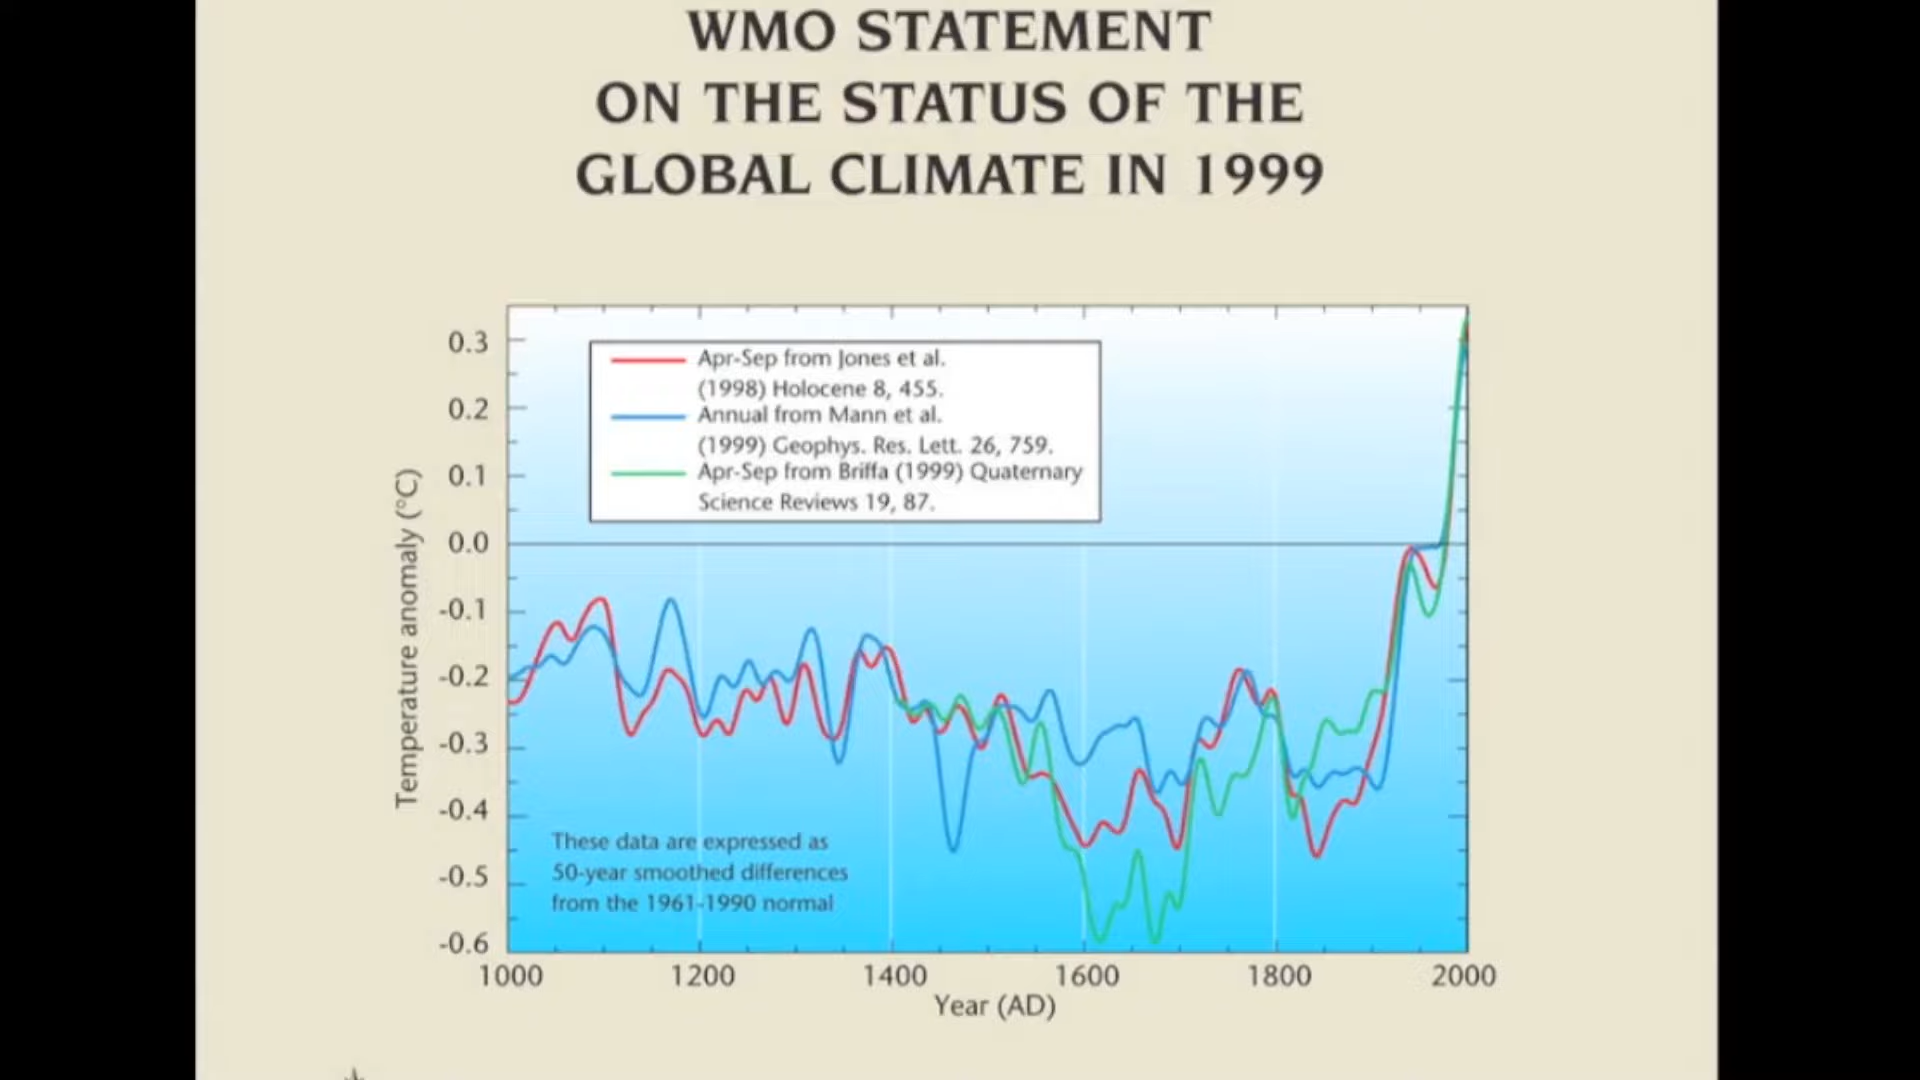 WMO STATEMENT
ON THE STATUS OF THE
GLOBAL CLIMATE IN 1999
Apr-Sep from Jones et al.
(1998) Holocene 8, 455.
Annual from Mann et al.
(1999) Geophys. Res. Lett. 26, 759.
Apr-Sep from Briffa (1999) Quaternary
Science Reviews 19, 87.
0.3
0.2
0.1
0.0
-0.1
-0.2
-0.3
-0.4
-0.5
-0.6
Temperature anomaly (°C)
These data are expressed as
50-year smoothed differences
from the 1961-1990 normal
1000 1200 1400 1600 1800 2000
Year (AD)